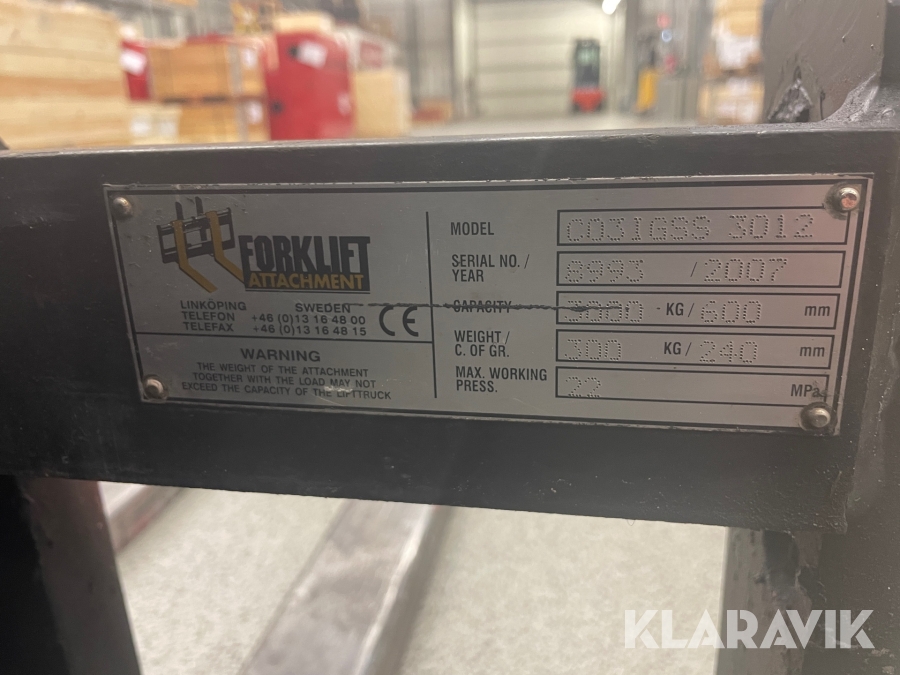 FORKLIFT
ATTACHMENT
LINKÖPING SWEDEN
TELEFON +46 (0)13 16 48 00
TELEFAX +46 (0)13 16 48 15
CE
WARNING
THE WEIGHT OF THE ATTACHMENT
TOGETHER WITH THE LOAD MAY NOT
EXCEED THE CAPACITY OF THE LIFTTRUCK
MODEL CD31GSS 3012
SERIAL NO. / YEAR 8993 / 2007
CAPACITY KG / 600 mm
WEIGHT / C. OF GR. 300 KG / 240 mm
MAX. WORKING PRESS. 22 MPa
KLARAVIK